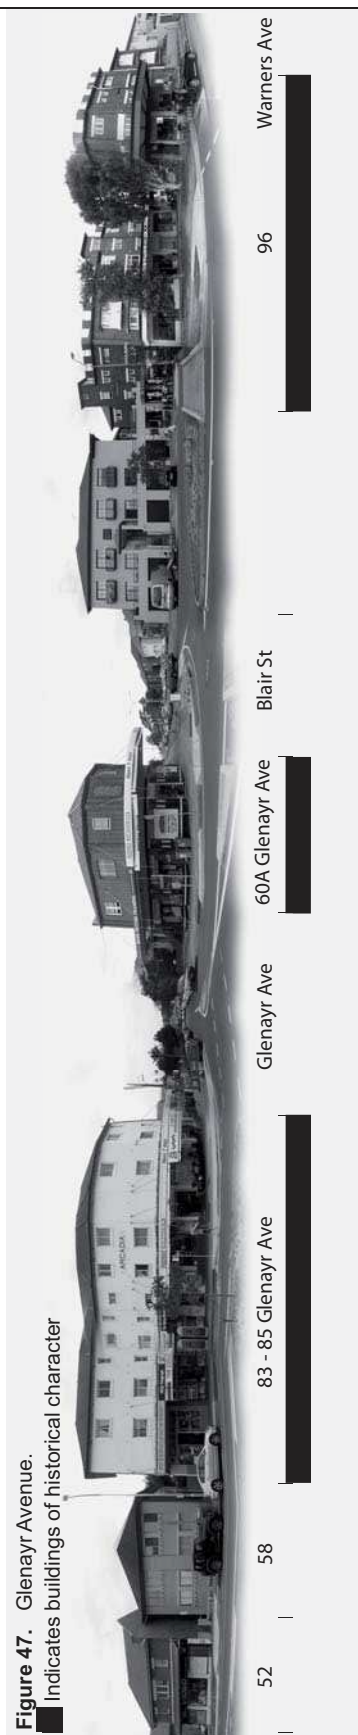 Figure 47. Glenayr Avenue.
Indicates buildings of historical character
ARCADIA
52
58
83 - 85 Glenayr Ave
Glenayr Ave
60A Glenayr Ave
Blair St
96
Warners Ave